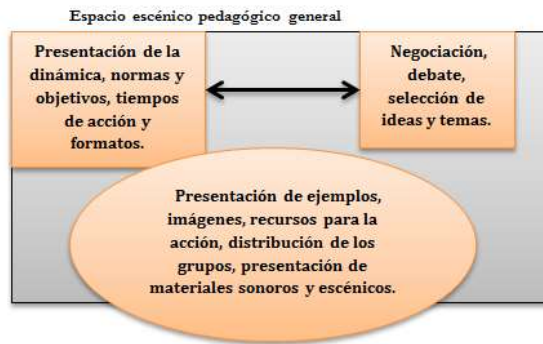 Espacio escénico pedagógico general
Presentación de la
dinámica, normas y
objetivos, tiempos
de acción y
formatos.
Negociación,
debate,
selección de
ideas y temas.
Presentación de ejemplos,
imágenes, recursos para la
acción, distribución de los
grupos, presentación de
materiales sonoros y escénicos.